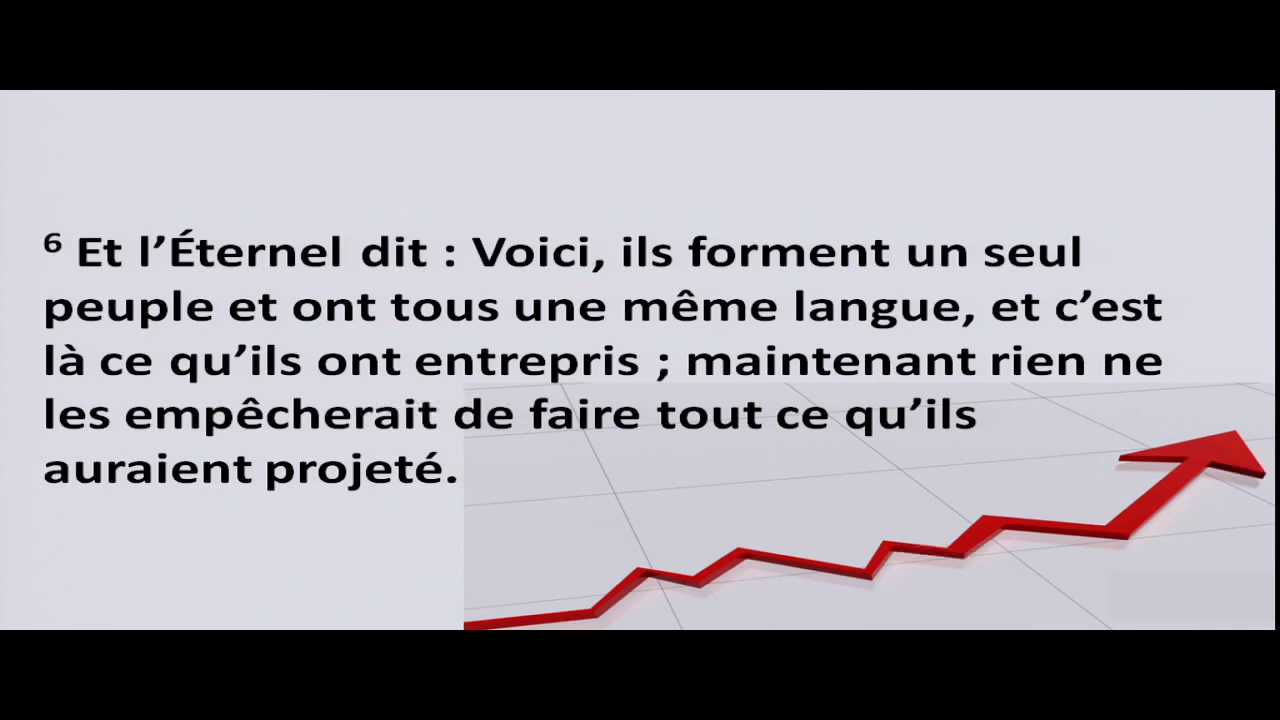 ⁶ Et l’Éternel dit : Voici, ils forment un seul
peuple et ont tous une même langue, et c’est
là ce qu’ils ont entrepris ; maintenant rien ne
les empêcherait de faire tout ce qu’ils
auraient projeté.